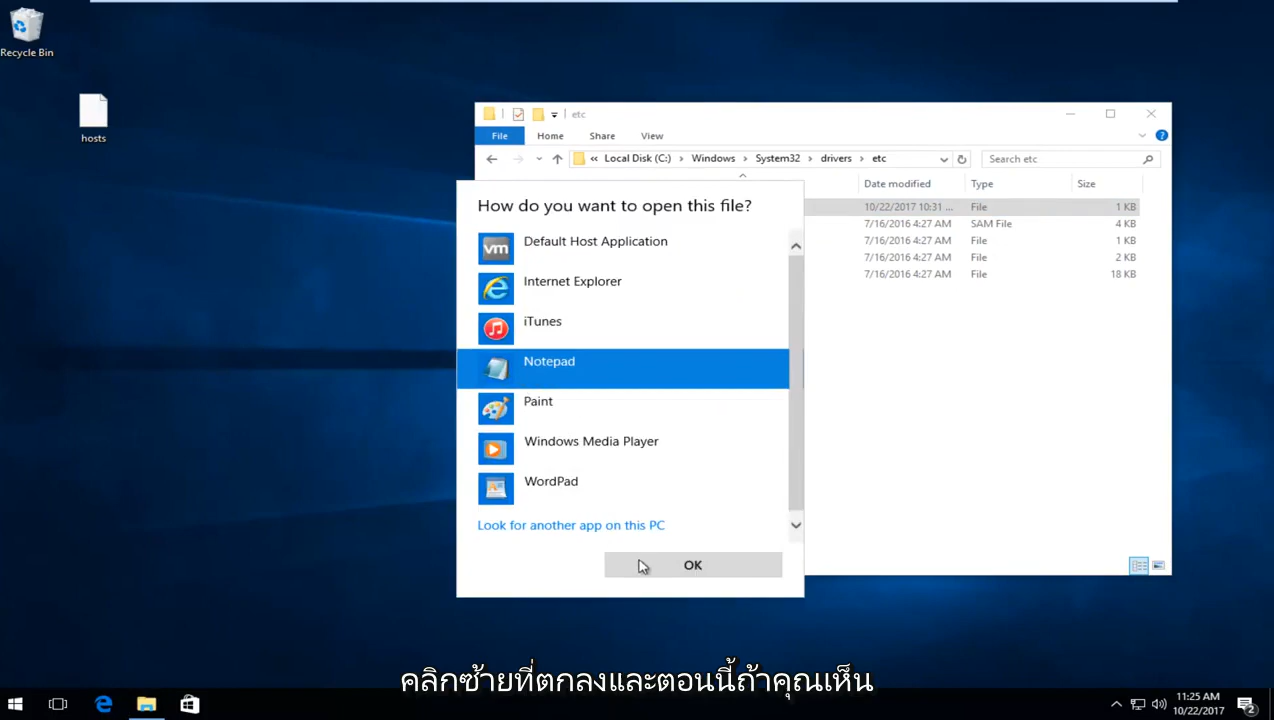 Recycle Bin
hosts
etc
File Home Share View
« Local Disk (C:) › Windows › System32 › drivers › etc
Search etc
Date modified Type Size
10/22/2017 10:31 ... File 1 KB
7/16/2016 4:27 AM SAM File 4 KB
7/16/2016 4:27 AM File 1 KB
7/16/2016 4:27 AM File 2 KB
7/16/2016 4:27 AM File 18 KB
How do you want to open this file?
vm Default Host Application
Internet Explorer
iTunes
Notepad
Paint
Windows Media Player
WordPad
Look for another app on this PC
OK
คลิกซ้ายที่ตกลงและตอนนี้ถ้าคุณเห็น
11:25 AM
10/22/2017
2